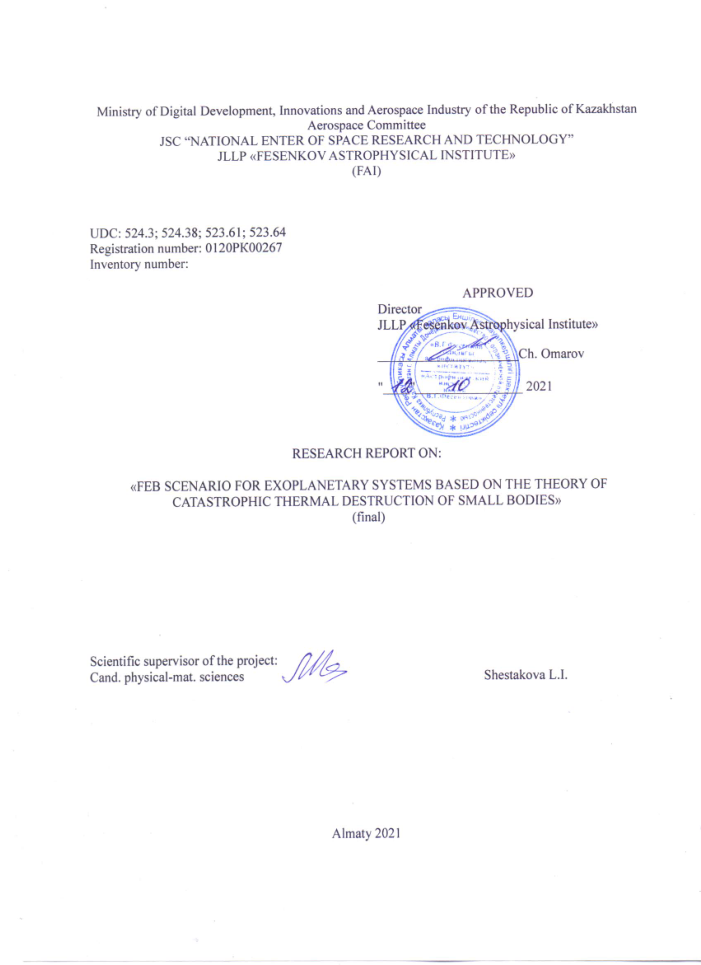 Ministry of Digital Development, Innovations and Aerospace Industry of the Republic of Kazakhstan
Aerospace Committee
JSC “NATIONAL ENTER OF SPACE RESEARCH AND TECHNOLOGY”
JLLP «FESENKOV ASTROPHYSICAL INSTITUTE»
(FAI)
UDC: 524.3; 524.38; 523.61; 523.64
Registration number: 0120РК00267
Inventory number:
APPROVED
Director
JLLP «Fesenkov Astrophysical Institute»
Ch. Omarov
" 10 2021
RESEARCH REPORT ON:
«FEB SCENARIO FOR EXOPLANETARY SYSTEMS BASED ON THE THEORY OF
CATASTROPHIC THERMAL DESTRUCTION OF SMALL BODIES»
(final)
Scientific supervisor of the project:
Cand. physical-mat. sciences
Shestakova L.I.
Almaty 2021